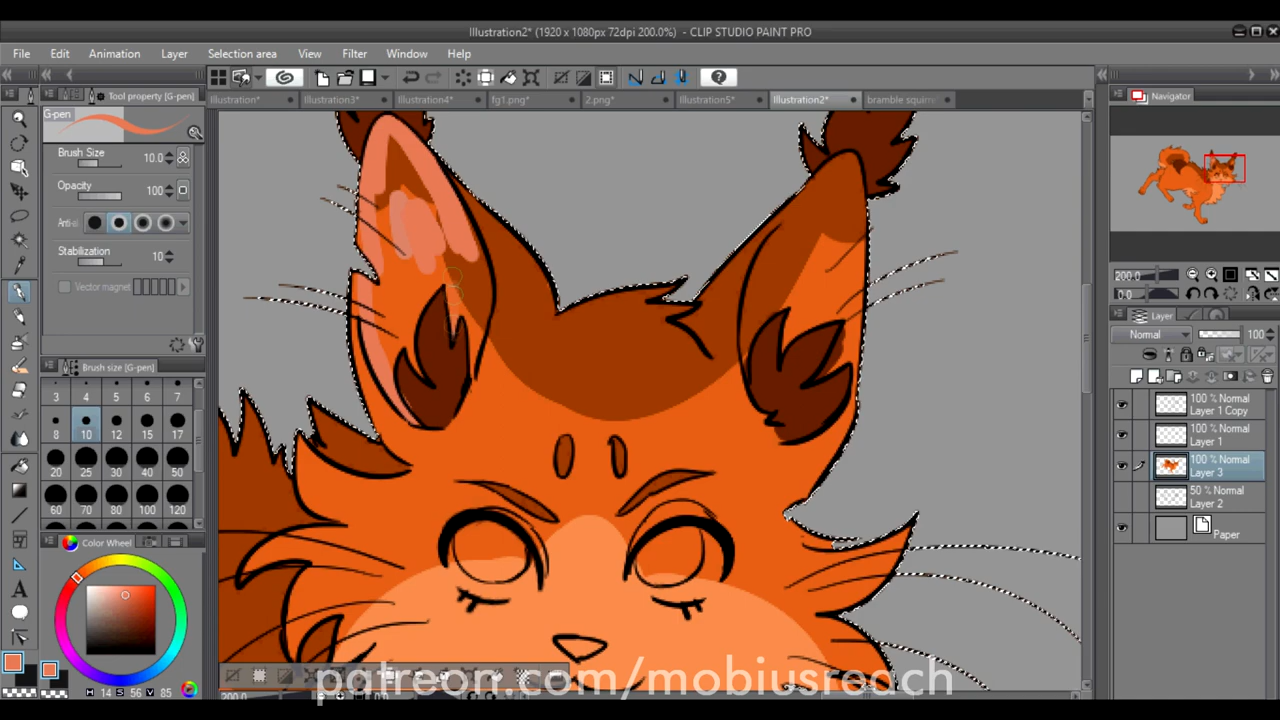 Illustration2* (1920 x 1080px 72dpi 200.0%) - CLIP STUDIO PAINT PRO
File Edit Animation Layer Selection area View Filter Window Help
Tool property [G-pen]
Illustration* Illustration3* Illustration4* fg1.png* 2.png* Illustration5* Illustration2* bramble squirre
Navigator
G-pen
Brush Size 10.0
Opacity 100
Anti-
Stabilization 10
Vector magnet
Brush size [G-pen]
3 4 5 6 7
8 10 12 15 17
20 25 30 40 50
60 70 80 100 120
Color Wheel
H 14 S 56 V 85
200.0
0.0
Layer
Normal 100
100 % Normal
Layer 1 Copy
100 % Normal
Layer 1
100 % Normal
Layer 3
50 % Normal
Layer 2
Paper
patreon.com/mobiusreach